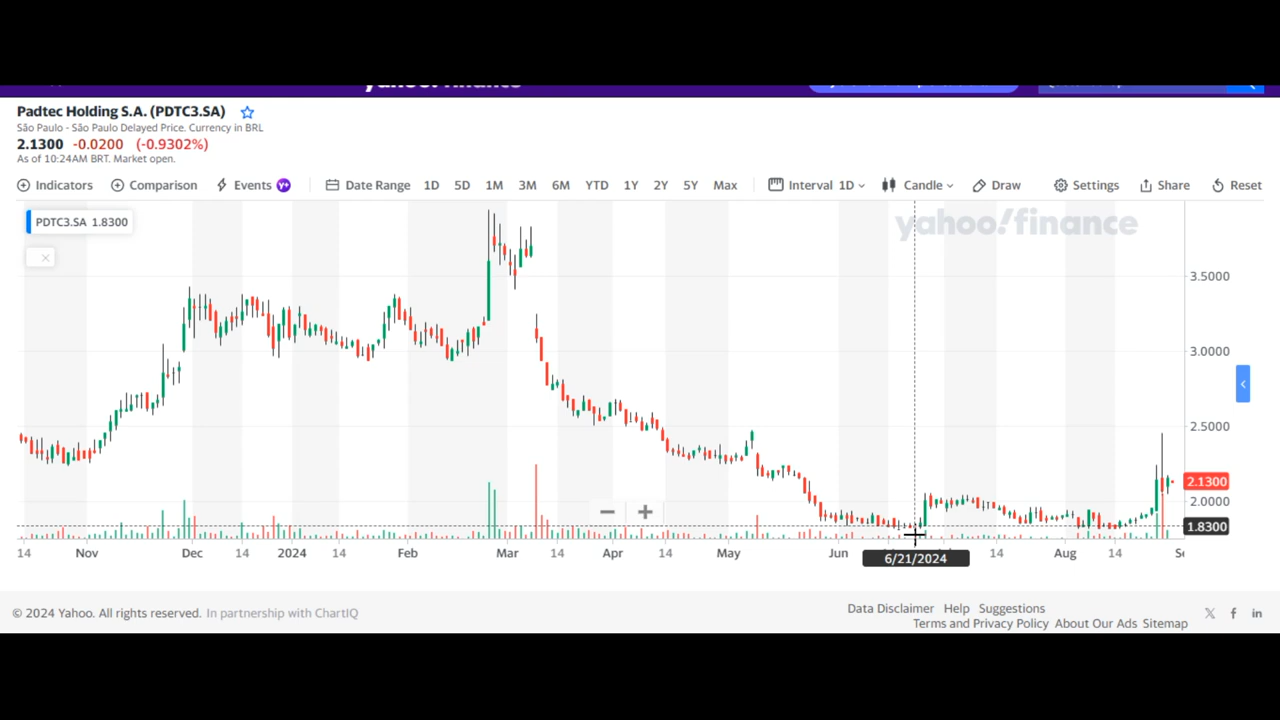 yahoo! finance
Padtec Holding S.A. (PDTC3.SA)
São Paulo - São Paulo Delayed Price. Currency in BRL
2.1300 -0.0200 (-0.9302%)
As of 10:24AM BRT. Market open.
Indicators Comparison Events Y+ Date Range 1D 5D 1M 3M 6M YTD 1Y 2Y 5Y Max Interval 1D Candle Draw Settings Share Reset
PDTC3.SA 1.8300
yahoo!finance
3.5000
3.0000
2.5000
2.1300
2.0000
1.8300
14 Nov Dec 14 2024 14 Feb Mar 14 Apr May Jun 14 Aug 14 Se
6/21/2024
© 2024 Yahoo. All rights reserved. In partnership with ChartIQ
Data Disclaimer Help Suggestions
Terms and Privacy Policy About Our Ads Sitemap